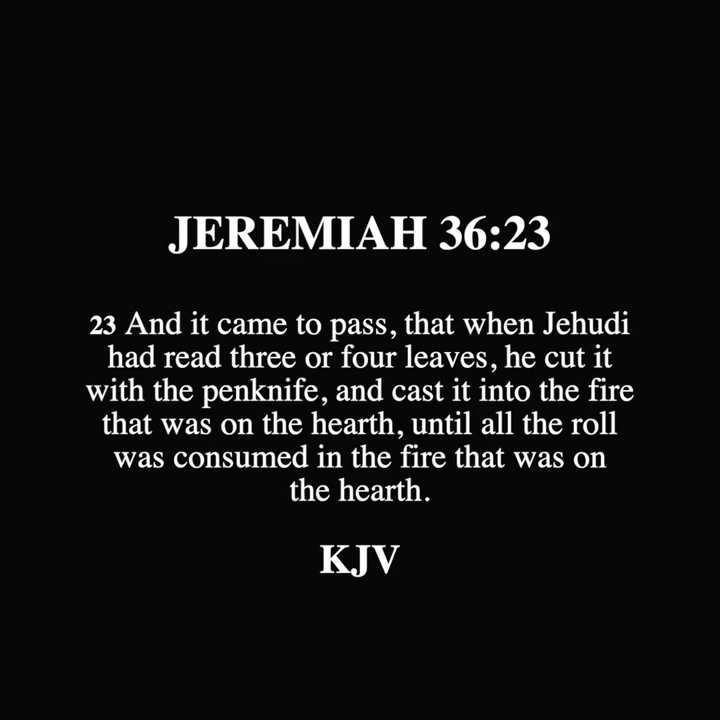 JEREMIAH 36:23
23 And it came to pass, that when Jehudi
had read three or four leaves, he cut it
with the penknife, and cast it into the fire
that was on the hearth, until all the roll
was consumed in the fire that was on
the hearth.
KJV